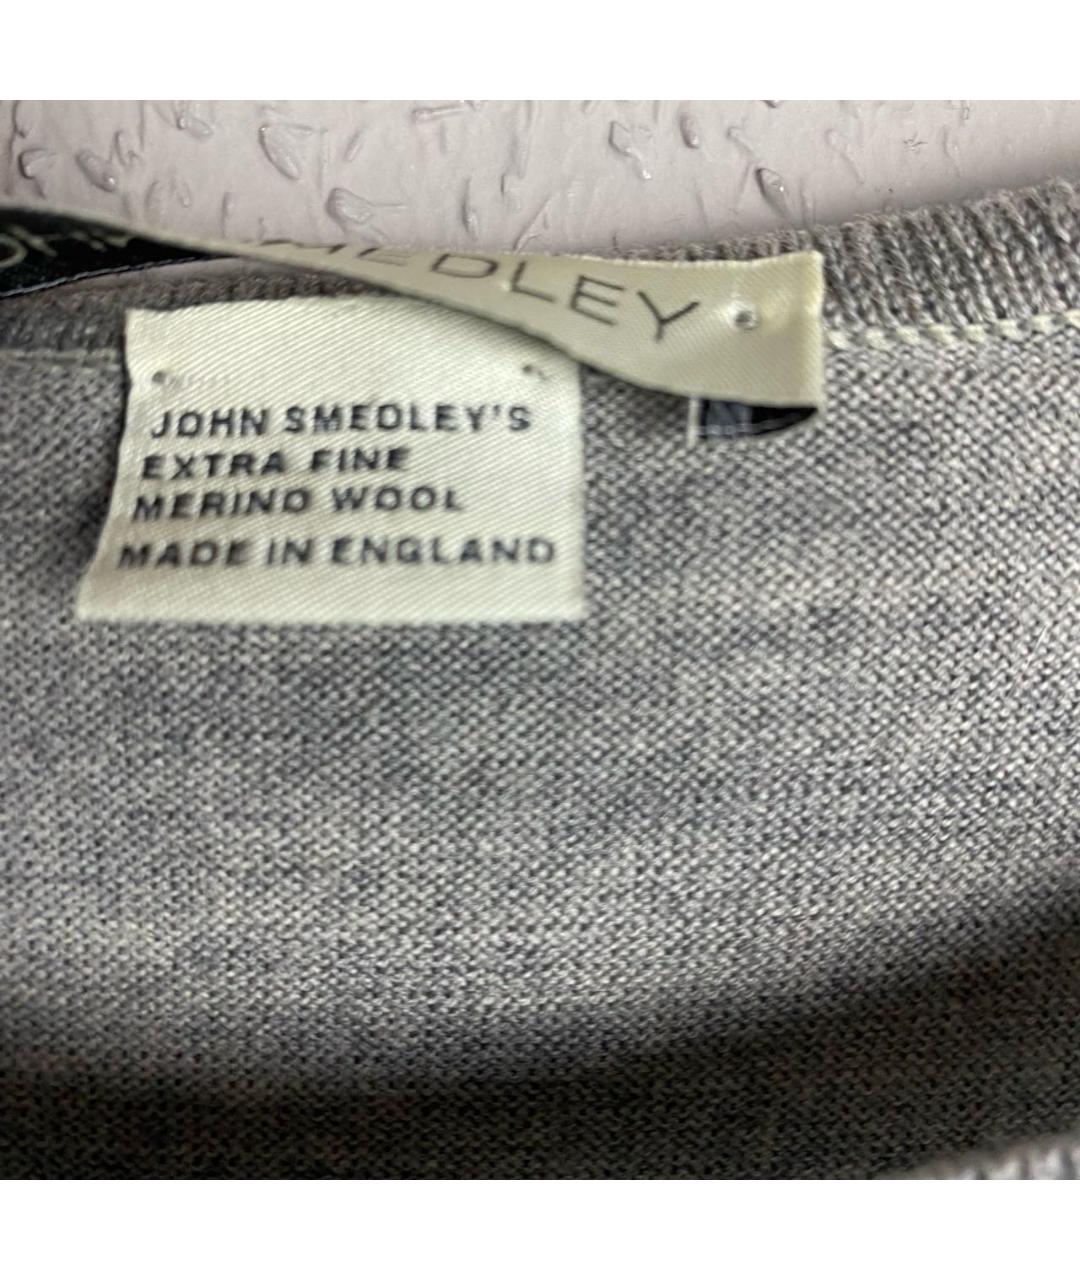 SMEDLEY
JOHN SMEDLEY'S
EXTRA FINE
MERINO WOOL
MADE IN ENGLAND